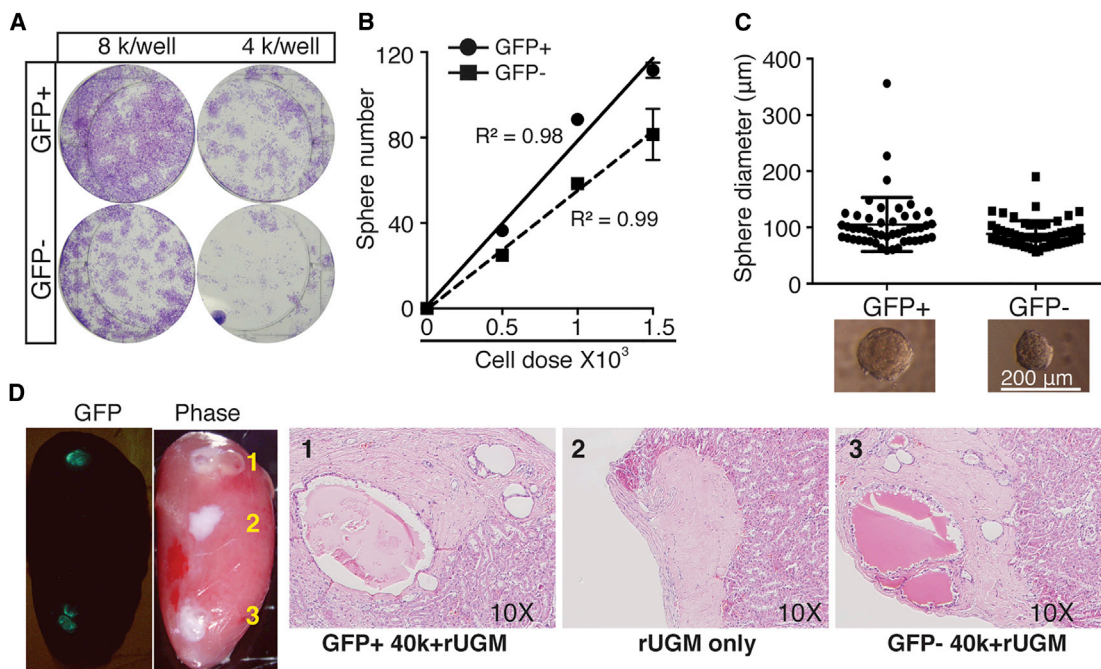 A
8 k/well 4 k/well
GFP+
GFP-
B
GFP+
GFP-
120
80
40
0
Sphere number
R² = 0.98
R² = 0.99
0 0.5 1 1.5
Cell dose X10³
C
400
300
200
100
0
Sphere diameter (µm)
GFP+ GFP-
200 µm
D
GFP Phase
1
2
3
1
10X
GFP+ 40k+rUGM
2
10X
rUGM only
3
10X
GFP- 40k+rUGM